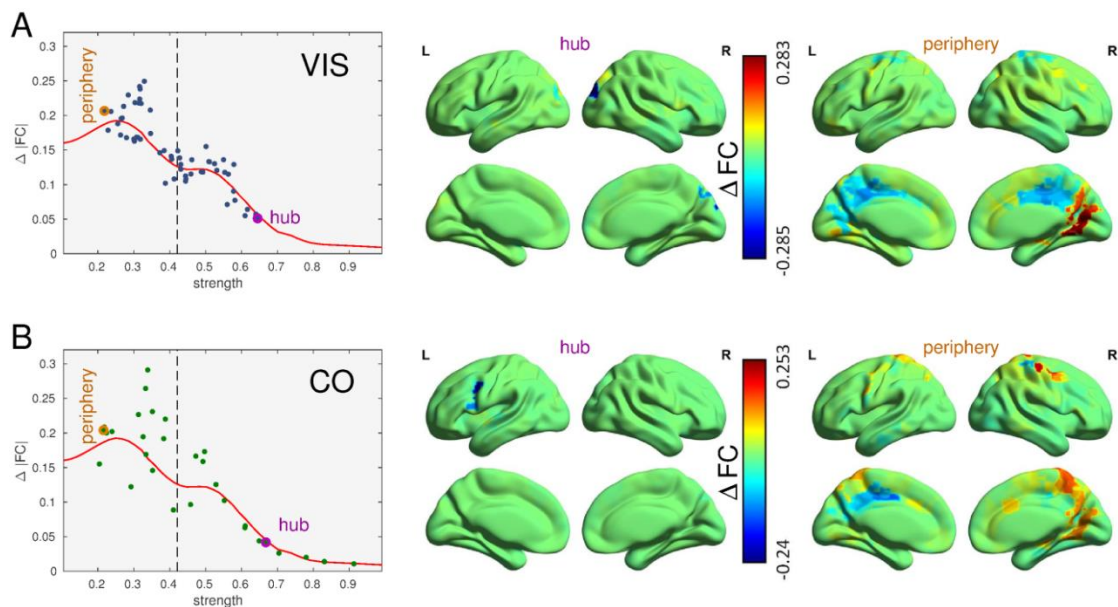 A
VIS
0.3
0.25
0.2
0.15
0.1
0.05
0
Δ |FC|
periphery
hub
0.2 0.3 0.4 0.5 0.6 0.7 0.8 0.9
strength
L hub R
0.283
Δ FC
-0.285
L periphery R
B
CO
0.3
0.25
0.2
0.15
0.1
0.05
0
Δ |FC|
periphery
hub
0.2 0.3 0.4 0.5 0.6 0.7 0.8 0.9
strength
L hub R
0.253
Δ FC
-0.24
L periphery R